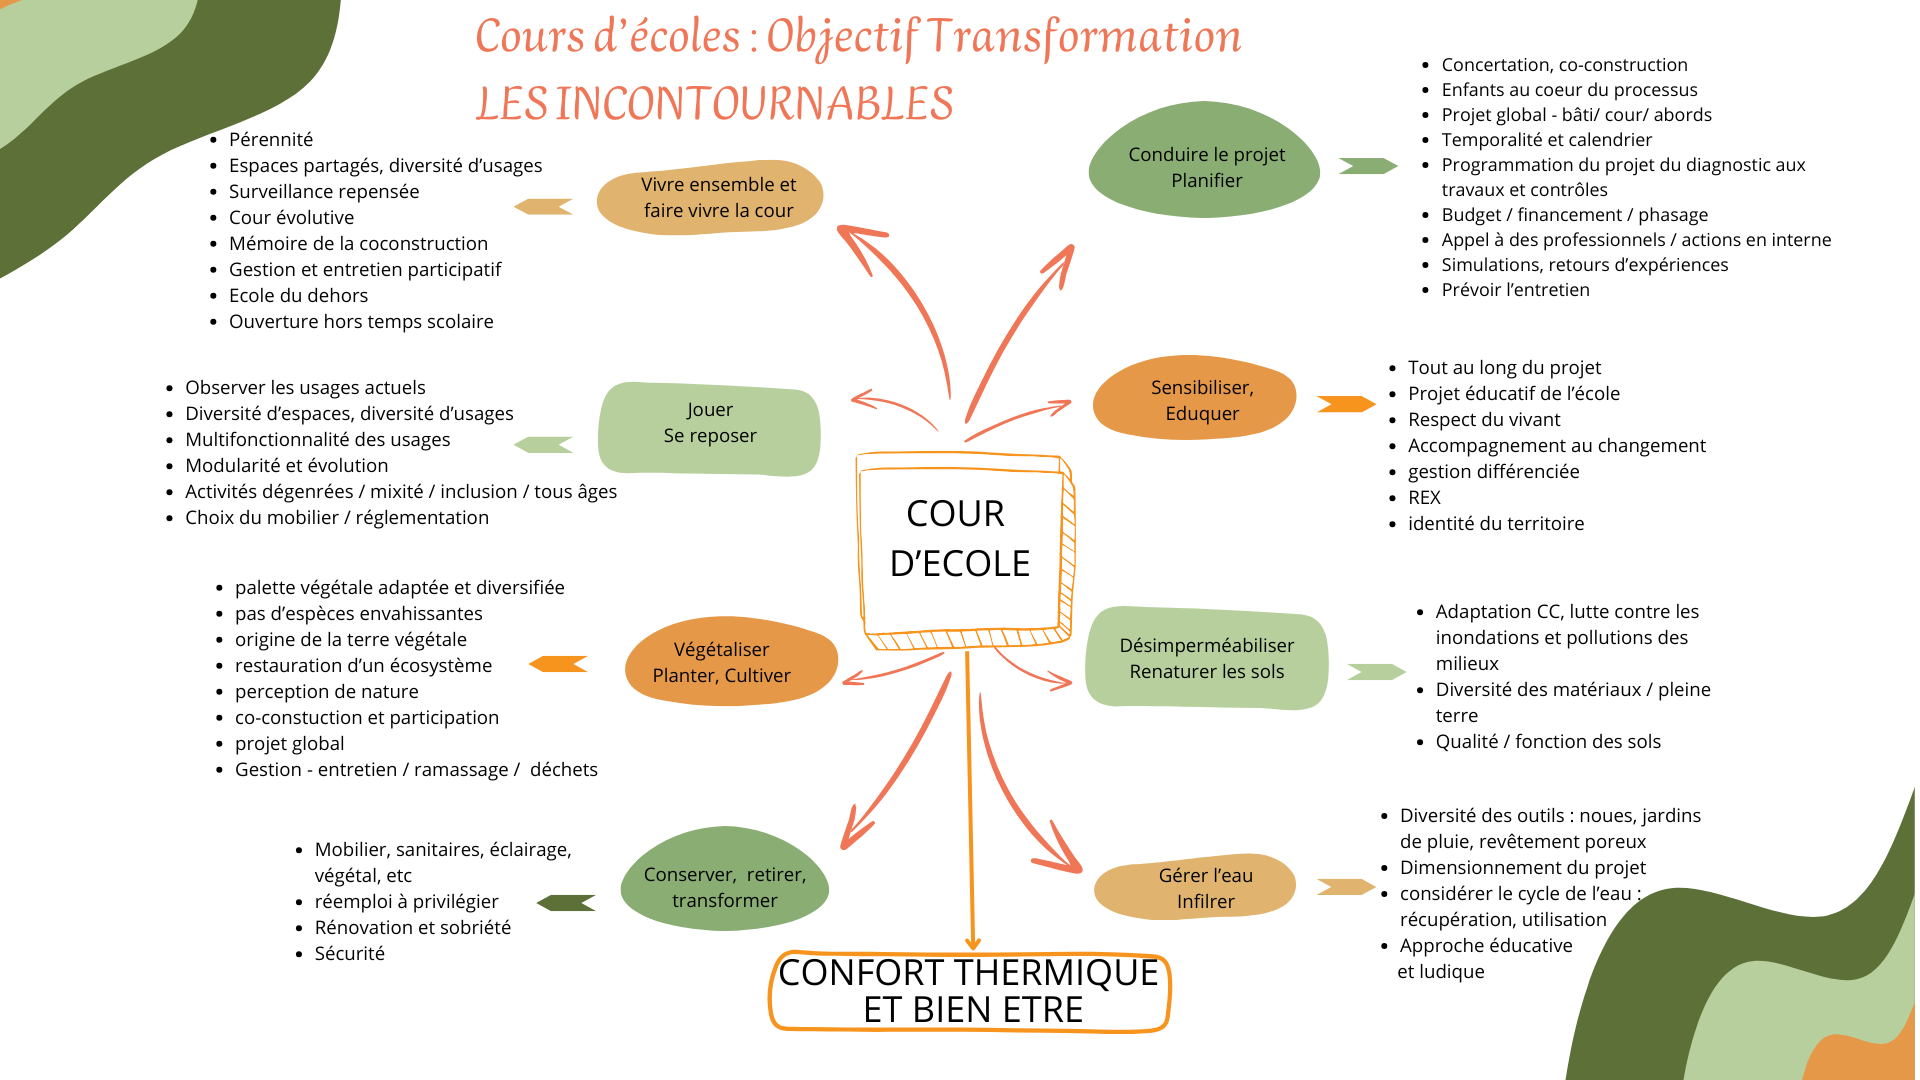 Cours d’écoles : Objectif Transformation
LES INCONTOURNABLES
• Pérennité
• Espaces partagés, diversité d’usages
• Surveillance repensée
• Cour évolutive
• Mémoire de la coconstruction
• Gestion et entretien participatif
• Ecole du dehors
• Ouverture hors temps scolaire
Vivre ensemble et
faire vivre la cour
Conduire le projet
Planifier
• Concertation, co-construction
• Enfants au coeur du processus
• Projet global - bâti/ cour/ abords
• Temporalité et calendrier
• Programmation du projet du diagnostic aux
travaux et contrôles
• Budget / financement / phasage
• Appel à des professionnels / actions en interne
• Simulations, retours d’expériences
• Prévoir l’entretien
• Observer les usages actuels
• Diversité d’espaces, diversité d’usages
• Multifonctionnalité des usages
• Modularité et évolution
• Activités dégenrées / mixité / inclusion / tous âges
• Choix du mobilier / réglementation
Jouer
Se reposer
Sensibiliser,
Eduquer
• Tout au long du projet
• Projet éducatif de l’école
• Respect du vivant
• Accompagnement au changement
• gestion différenciée
• REX
• identité du territoire
COUR
D’ECOLE
• palette végétale adaptée et diversifiée
• pas d’espèces envahissantes
• origine de la terre végétale
• restauration d’un écosystème
• perception de nature
• co-constuction et participation
• projet global
• Gestion - entretien / ramassage /  déchets
Végétaliser
Planter, Cultiver
Désimperméabiliser
Renaturer les sols
• Adaptation CC, lutte contre les
inondations et pollutions des
milieux
• Diversité des matériaux / pleine
terre
• Qualité / fonction des sols
• Mobilier, sanitaires, éclairage,
végétal, etc
• réemploi à privilégier
• Rénovation et sobriété
• Sécurité
Conserver,  retirer,
transformer
Gérer l’eau
Infilrer
• Diversité des outils : noues, jardins
de pluie, revêtement poreux
• Dimensionnement du projet
• considérer le cycle de l’eau :
récupération, utilisation
• Approche éducative
et ludique
CONFORT THERMIQUE
ET BIEN ETRE